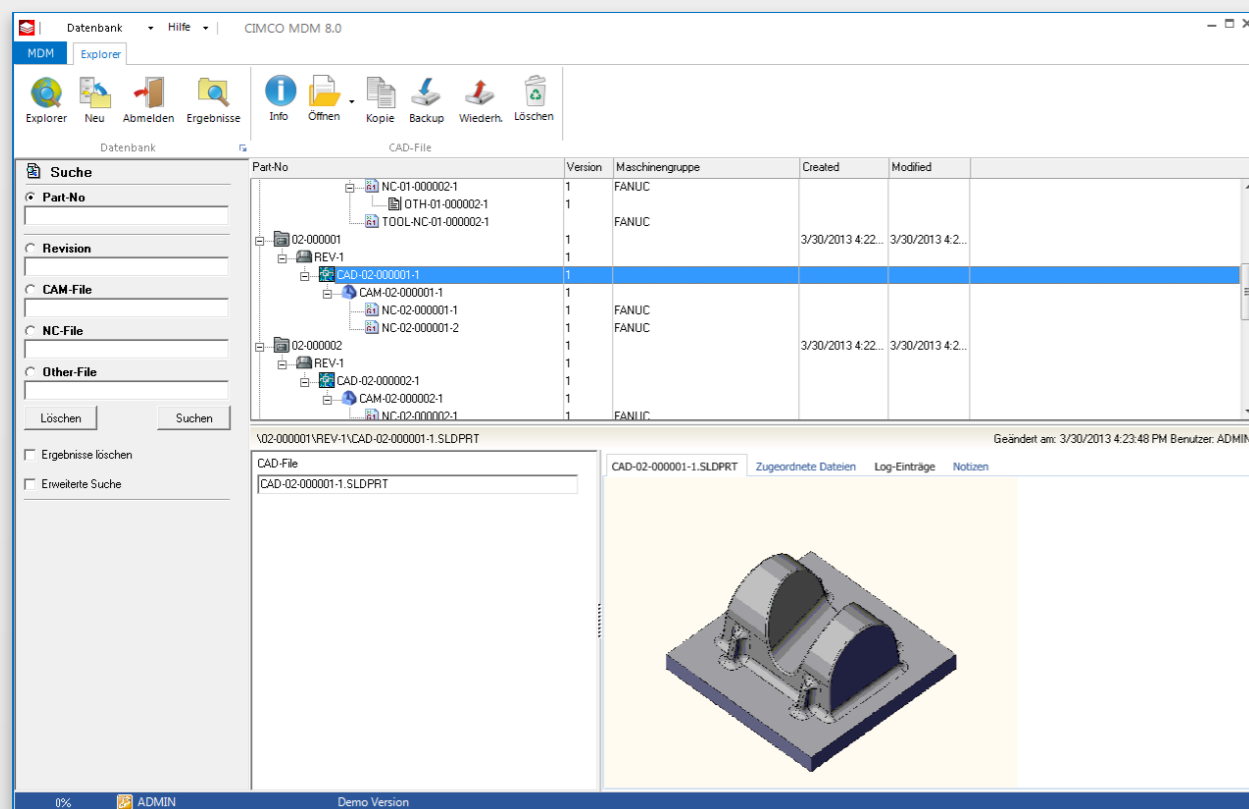 Datenbank Hilfe CIMCO MDM 8.0
MDM Explorer
Explorer Neu Abmelden Ergebnisse Info Öffnen Kopie Backup Wiederh. Löschen
Datenbank CAD-File
Suche
Part-No
Revision
CAM-File
NC-File
Other-File
Löschen Suchen
Ergebnisse löschen
Erweiterte Suche
Part-No Version Maschinengruppe Created Modified
NC-01-000002-1 1 FANUC
OTH-01-000002-1 1
TOOL-NC-01-000002-1 FANUC
02-000001 1 3/30/2013 4:22... 3/30/2013 4:2...
REV-1 1
CAD-02-000001-1 1
CAM-02-000001-1 1
NC-02-000001-1 1 FANUC
NC-02-000001-2 1 FANUC
02-000002 1 3/30/2013 4:22... 3/30/2013 4:2...
REV-1 1
CAD-02-000002-1 1
CAM-02-000002-1 1
NC-02-000002-1 1 FANUC
\02-000001\REV-1\CAD-02-000001-1.SLDPRT Geändert am: 3/30/2013 4:23:48 PM Benutzer: ADMIN
CAD-File
CAD-02-000001-1.SLDPRT
CAD-02-000001-1.SLDPRT Zugeordnete Dateien Log-Einträge Notizen
0% ADMIN Demo Version